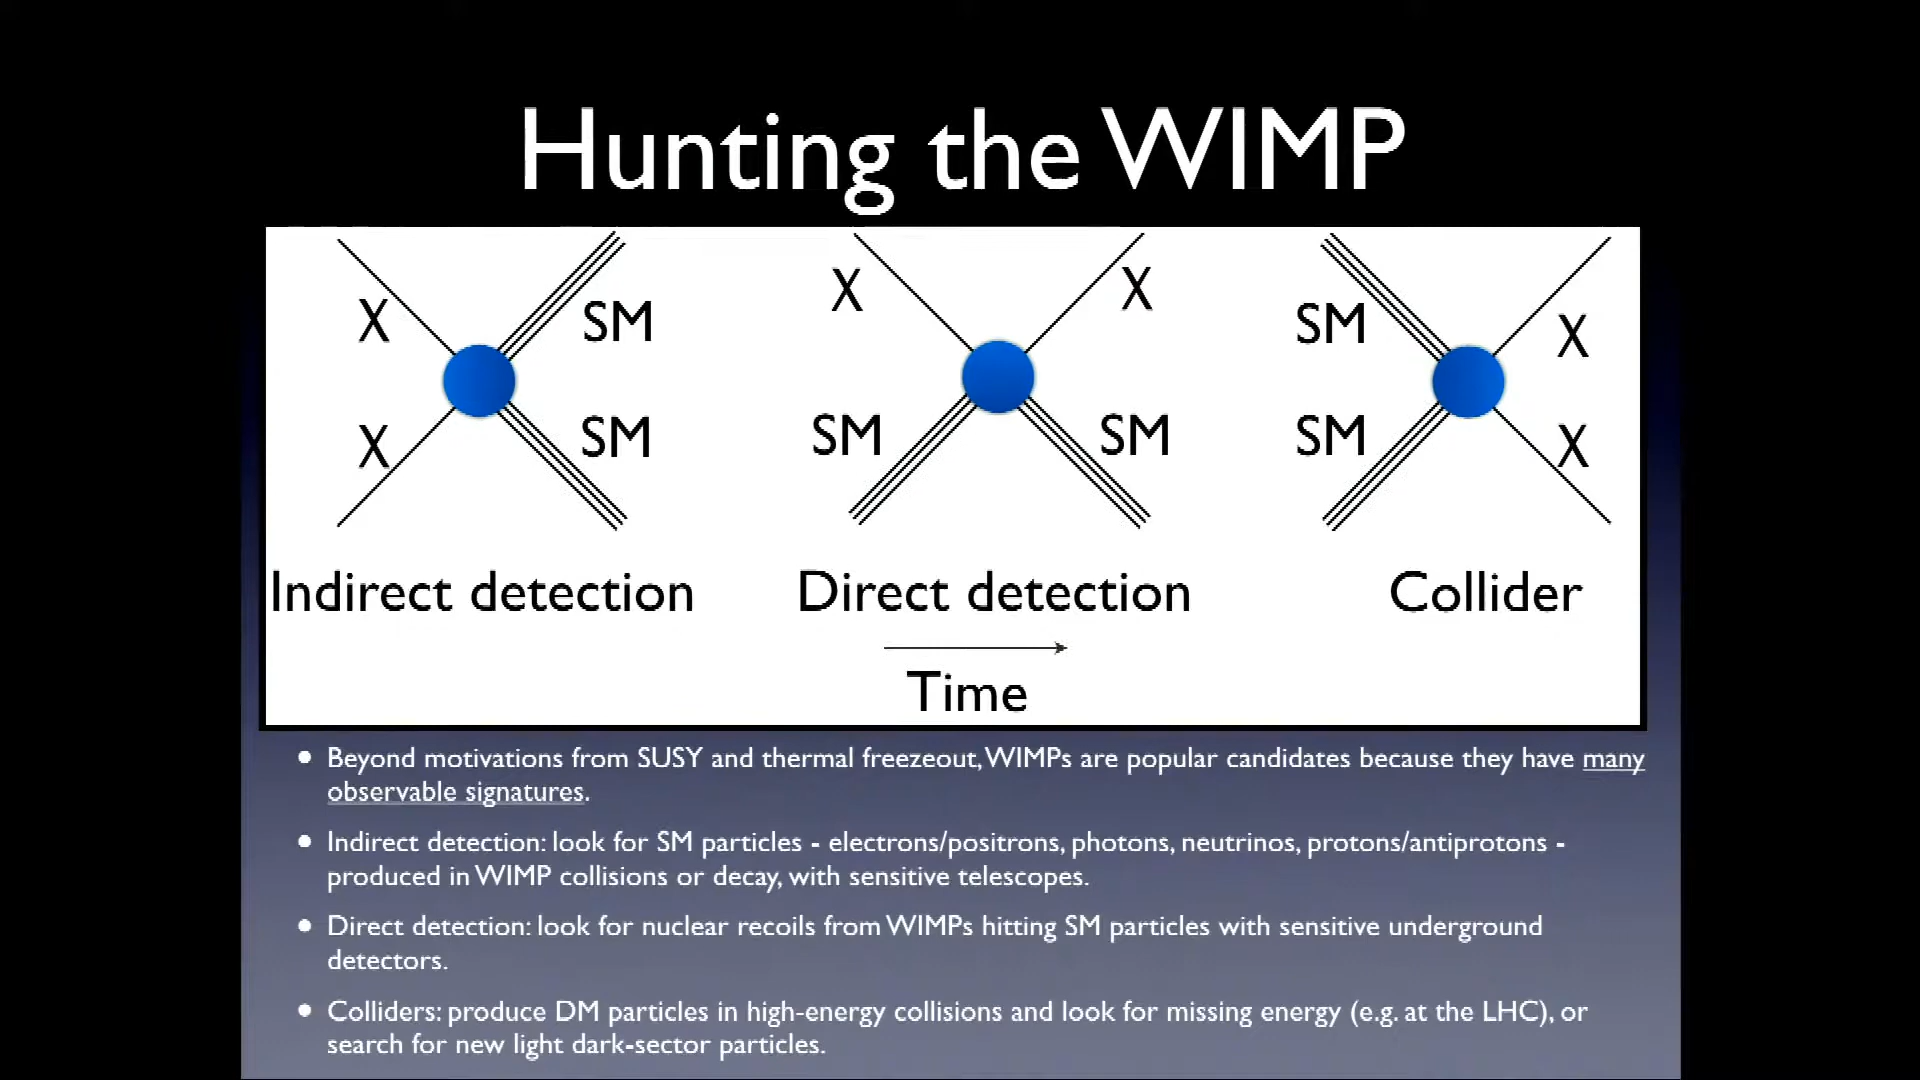 Hunting the WIMP
X SM
X SM
Indirect detection
X X
SM SM
Direct detection
SM X
SM X
Collider
Time
• Beyond motivations from SUSY and thermal freezeout, WIMPs are popular candidates because they have many
observable signatures.
• Indirect detection: look for SM particles - electrons/positrons, photons, neutrinos, protons/antiprotons -
produced in WIMP collisions or decay, with sensitive telescopes.
• Direct detection: look for nuclear recoils from WIMPs hitting SM particles with sensitive underground
detectors.
• Colliders: produce DM particles in high-energy collisions and look for missing energy (e.g. at the LHC), or
search for new light dark-sector particles.